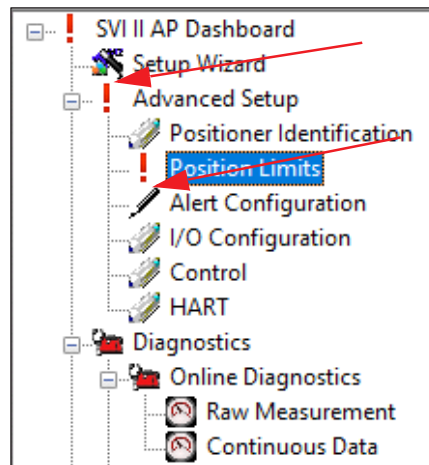 SVI II AP Dashboard
Setup Wizard
Advanced Setup
Positioner Identification
Position Limits
Alert Configuration
I/O Configuration
Control
HART
Diagnostics
Online Diagnostics
Raw Measurement
Continuous Data